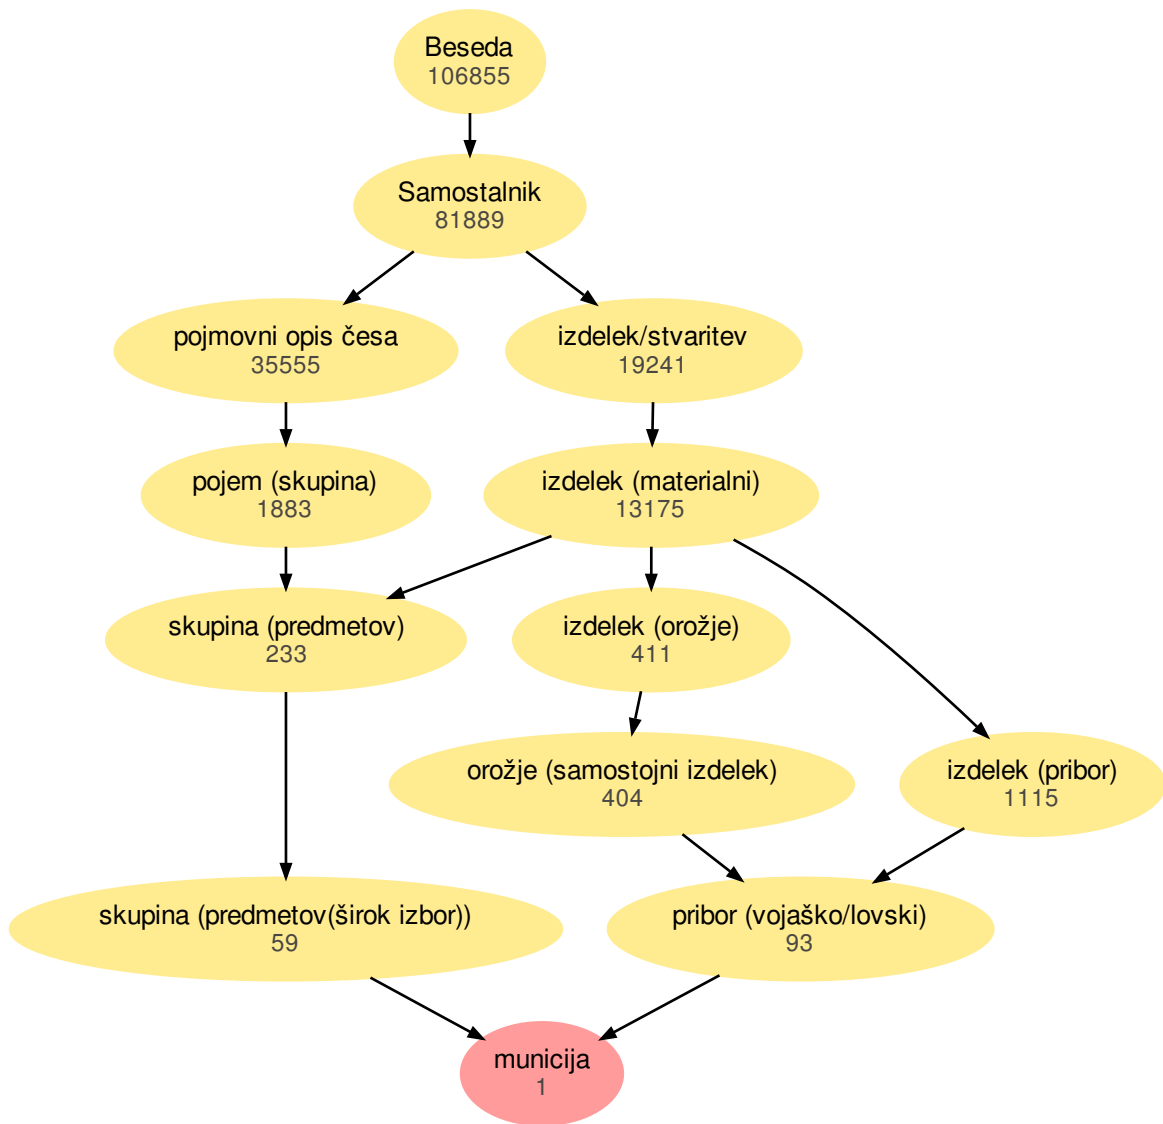 Beseda
106855
Samostalnik
81889
pojmovni opis česa
35555
izdelek/stvaritev
19241
pojem (skupina)
1883
izdelek (materialni)
13175
skupina (predmetov)
233
izdelek (orožje)
411
orožje (samostojni izdelek)
404
izdelek (pribor)
1115
skupina (predmetov(širok izbor))
59
pribor (vojaško/lovski)
93
municija
1